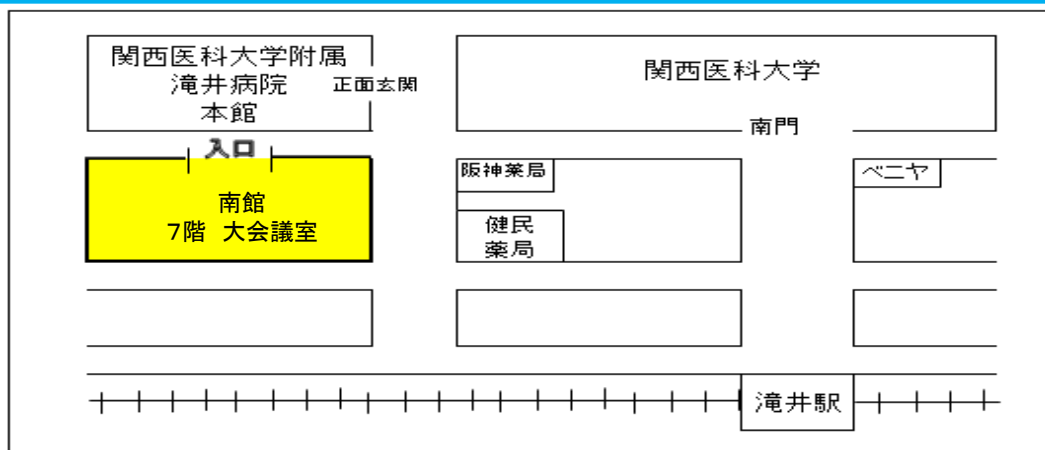 関西医科大学附属
滝井病院
本館
正面玄関
関西医科大学
南門
入口
南館
7階 大会議室
阪神薬局
健民
薬局
ベニヤ
滝井駅